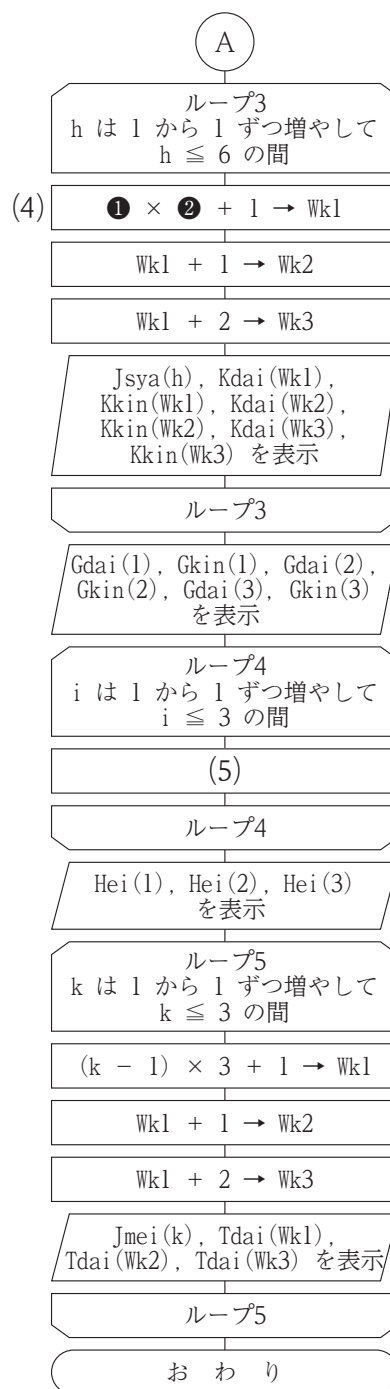 A
ループ3
h は 1 から 1 ずつ増やして
h ≦ 6 の間
(4) ❶ × ❷ + 1 → Wk1
Wk1 + 1 → Wk2
Wk1 + 2 → Wk3
Jsya(h), Kdai(Wk1),
Kkin(Wk1), Kdai(Wk2),
Kkin(Wk2), Kdai(Wk3),
Kkin(Wk3) を表示
ループ3
Gdai(1), Gkin(1), Gdai(2),
Gkin(2), Gdai(3), Gkin(3)
を表示
ループ4
i は 1 から 1 ずつ増やして
i ≦ 3 の間
(5)
ループ4
Hei(1), Hei(2), Hei(3)
を表示
ループ5
k は 1 から 1 ずつ増やして
k ≦ 3 の間
(k − 1) × 3 + 1 → Wk1
Wk1 + 1 → Wk2
Wk1 + 2 → Wk3
Jmei(k), Tdai(Wk1),
Tdai(Wk2), Tdai(Wk3) を表示
ループ5
お わ り